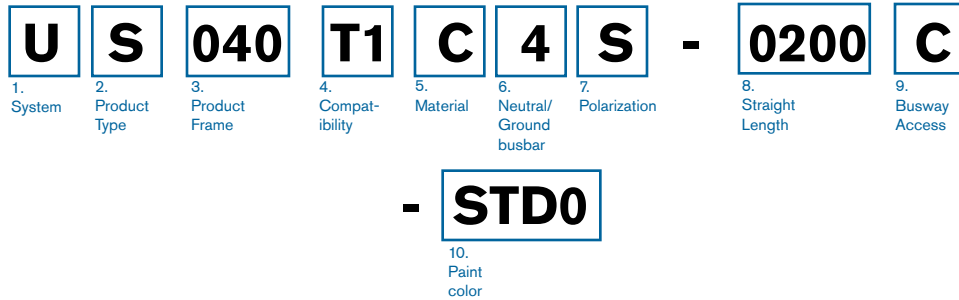 U S 040 T1 C 4 S - 0200 C
1. 2. 3. 4. 5. 6. 7. 8. 9.
System Product Product Compat- Material Neutral/ Polarization Straight Busway
Type Frame ibility Ground Length Access
busbar
- STD0
10.
Paint
color